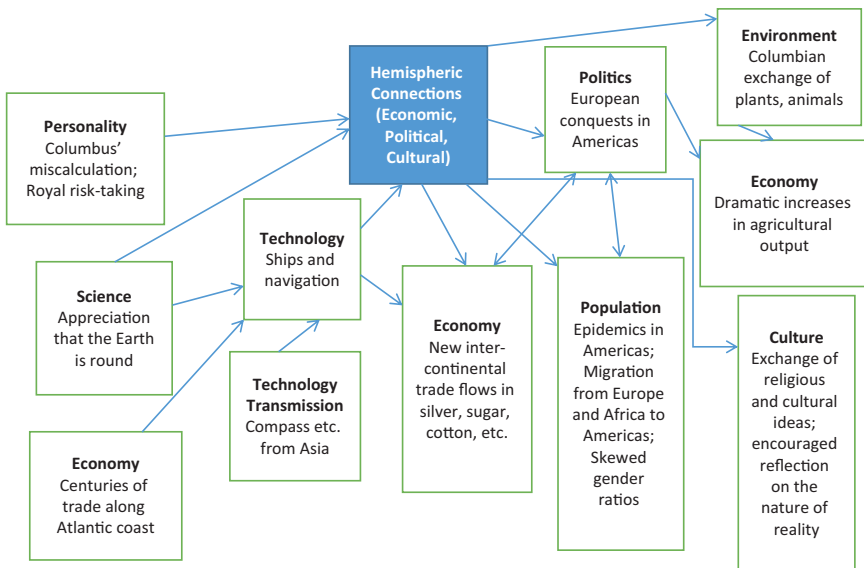 Environment
Columbian
exchange of
plants, animals
Hemispheric
Connections
(Economic,
Political,
Cultural)
Politics
European
conquests in
Americas
Personality
Columbus’
miscalculation;
Royal risk-taking
Economy
Dramatic increases
in agricultural
output
Technology
Ships and
navigation
Science
Appreciation
that the Earth
is round
Economy
New inter-
continental
trade flows in
silver, sugar,
cotton, etc.
Population
Epidemics in
Americas;
Migration
from Europe
and Africa to
Americas;
Skewed
gender
ratios
Culture
Exchange of
religious
and cultural
ideas;
encouraged
reflection
on the
nature of
reality
Technology
Transmission
Compass etc.
from Asia
Economy
Centuries of
trade along
Atlantic coast